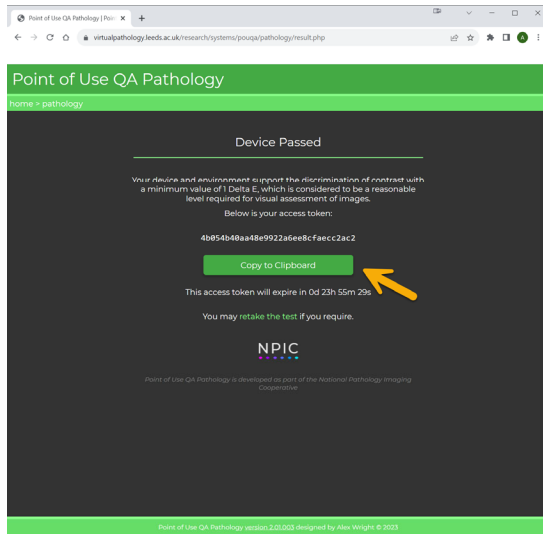 Point of Use QA Pathology | Poin
virtualpathology.leeds.ac.uk/research/systems/pouqa/pathology/result.php
A
Point of Use QA Pathology
home > pathology
Device Passed
Your device and environment support the discrimination of contrast with
a minimum value of 1 Delta E, which is considered to be a reasonable
level required for visual assessment of images.
Below is your access token:
4b054b40aa48e9922a6ee8cfaecc2ac2
Copy to Clipboard
This access token will expire in 0d 23h 55m 29s
You may retake the test if you require.
NPIC
Point of Use QA Pathology is developed as part of the National Pathology Imaging
Cooperative
Point of Use QA Pathology version 2.01.003 designed by Alex Wright © 2023